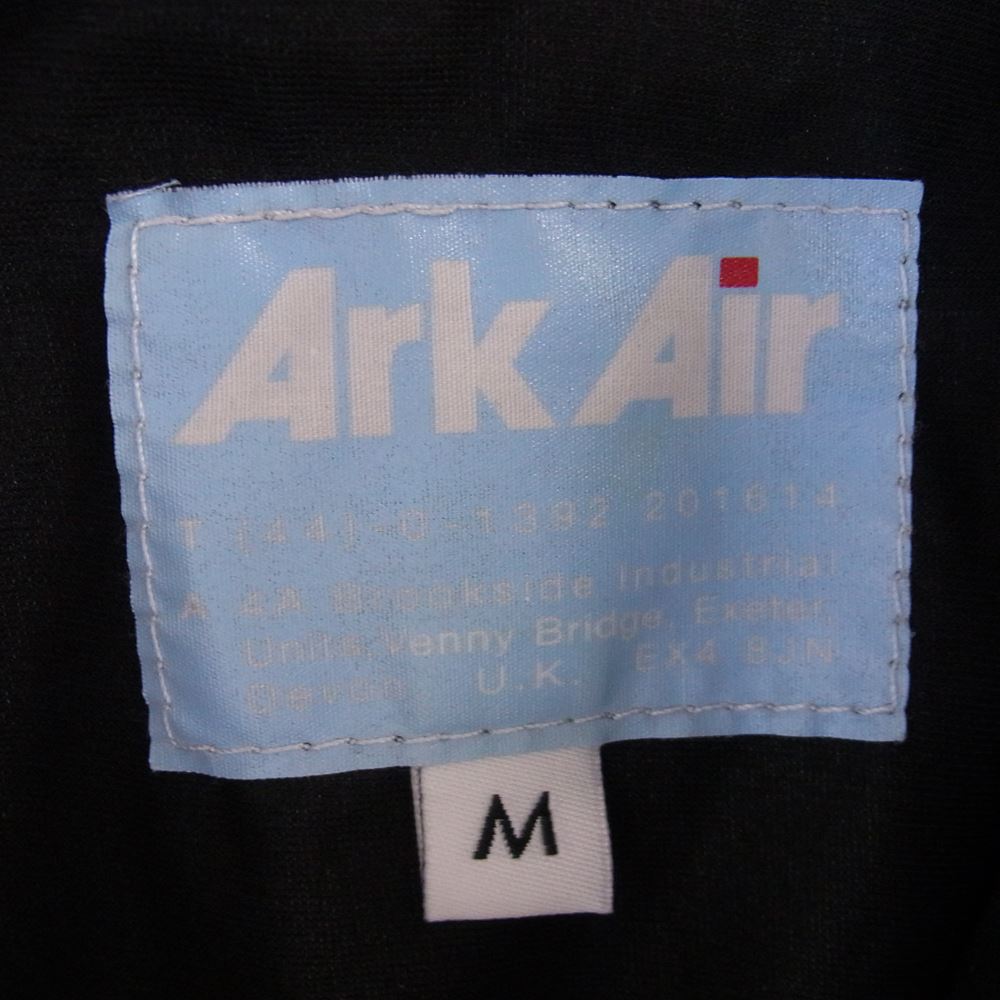 Ark Air
T (44)-0-1392 201614
A 4A Brookside Industrial
Units, Venny Bridge, Exeter,
Devon, U.K. EX4 8JN
M